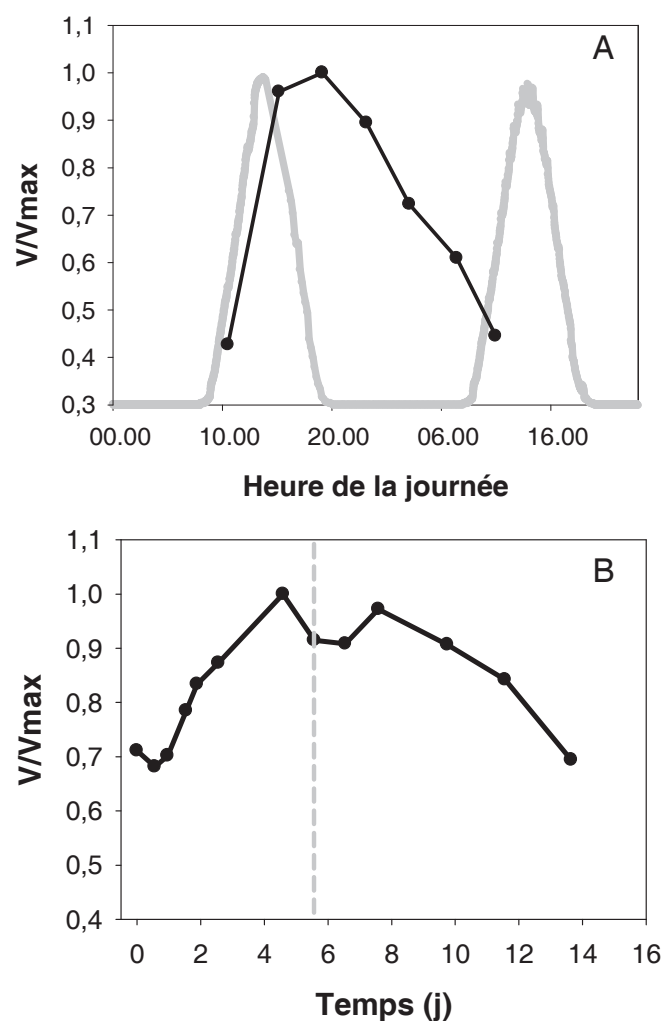 1,1
A
1,0
0,9
0,8
0,7
0,6
0,5
0,4
0,3
V/Vmax
00.00 10.00 20.00 06.00 16.00
Heure de la journée
1,1
B
1,0
0,9
0,8
0,7
0,6
0,5
0,4
V/Vmax
0 2 4 6 8 10 12 14 16
Temps (j)